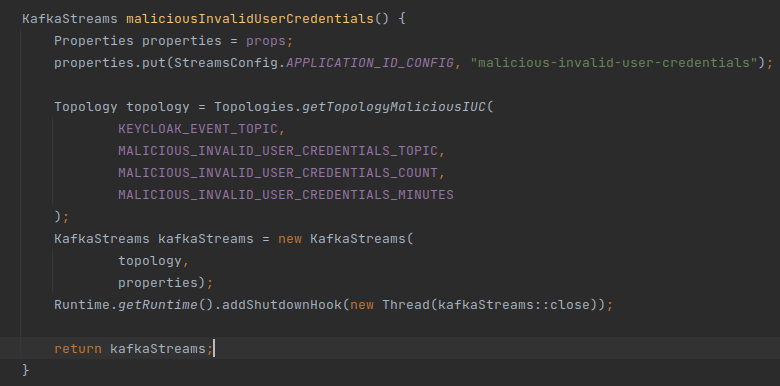 KafkaStreams maliciousInvalidUserCredentials() {
    Properties properties = props;
    properties.put(StreamsConfig.APPLICATION_ID_CONFIG, "malicious-invalid-user-credentials");

    Topology topology = Topologies.getTopologyMaliciousIUC(
            KEYCLOAK_EVENT_TOPIC,
            MALICIOUS_INVALID_USER_CREDENTIALS_TOPIC,
            MALICIOUS_INVALID_USER_CREDENTIALS_COUNT,
            MALICIOUS_INVALID_USER_CREDENTIALS_MINUTES
    );
    KafkaStreams kafkaStreams = new KafkaStreams(
            topology,
            properties);
    Runtime.getRuntime().addShutdownHook(new Thread(kafkaStreams::close));

    return kafkaStreams;
}